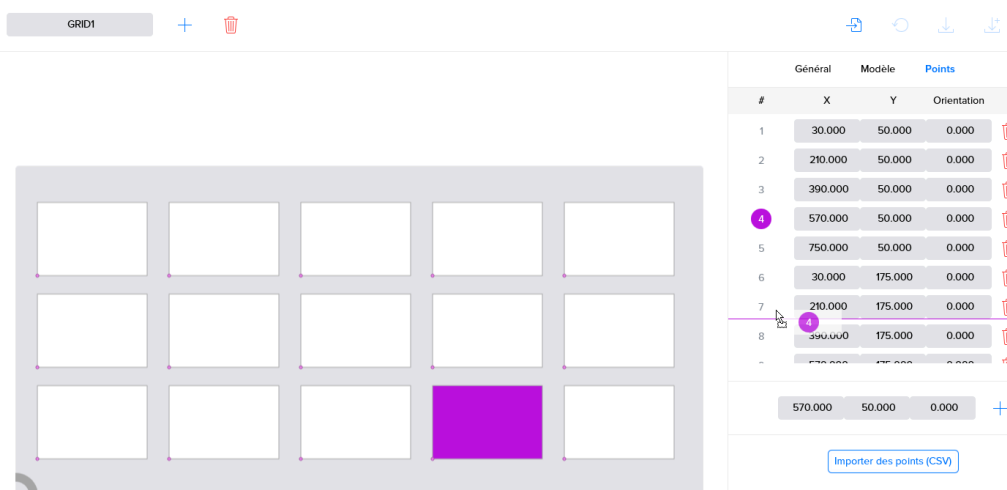 GRID1
Général Modèle Points
# X Y Orientation
1 30.000 50.000 0.000
2 210.000 50.000 0.000
3 390.000 50.000 0.000
4 570.000 50.000 0.000
5 750.000 50.000 0.000
6 30.000 175.000 0.000
7 210.000 175.000 0.000
4
8 390.000 175.000 0.000
570.000 50.000 0.000
Importer des points (CSV)